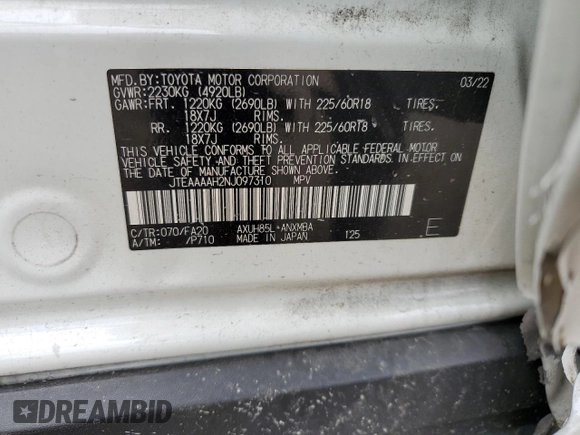 MFD. BY: TOYOTA MOTOR CORPORATION 03/22
GVWR: 2230KG (4920LB)
GAWR: FRT. 1220KG (2690LB) WITH 225/60R18 TIRES.
18X7J RIMS.
RR. 1220KG (2690LB) WITH 225/60R18 TIRES.
18X7J RIMS.
THIS VEHICLE CONFORMS TO ALL APPLICABLE FEDERAL MOTOR
VEHICLE SAFETY AND THEFT PREVENTION STANDARDS IN EFFECT ON
THE DATE OF MANUFACTURE SHOWN ABOVE.
JTEAAAAH2NJ097310 MPV
C/TR: 070/FA20 AXUH85L-ANXMBA
A/TM: /P710 MADE IN JAPAN 125 E
DREAMBID